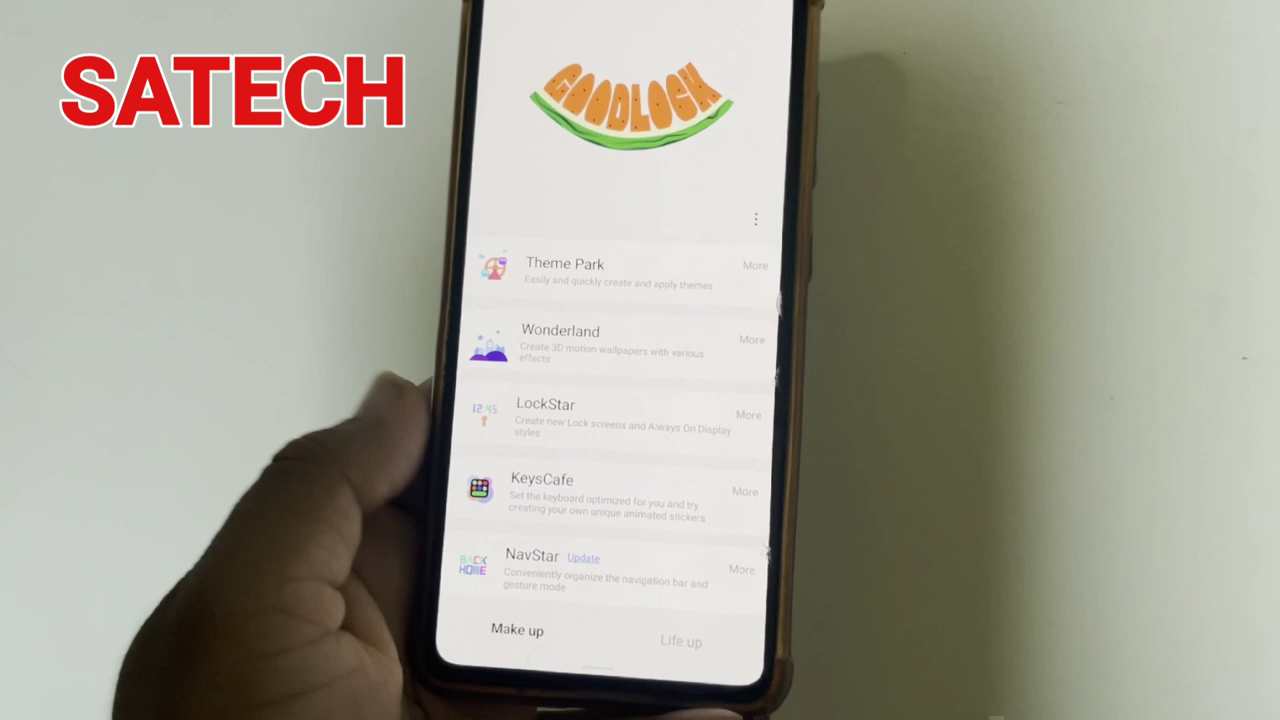 SATECH
GOODLOCK
Theme Park
More
Easily and quickly create and apply themes
Wonderland
More
Create 3D motion wallpapers with various
effects
LockStar
More
Create new Lock screens and Always On Display
styles
12:45
KeysCafe
More
Set the keyboard optimized for you and try
creating your own unique animated stickers
NavStar Update
More
Conveniently organize the navigation bar and
gesture mode
BACK
HOME
Make up
Life up